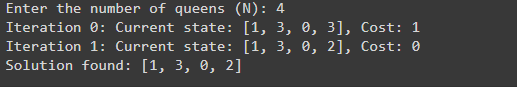 Enter the number of queens (N): 4
Iteration 0: Current state: [1, 3, 0, 3], Cost: 1
Iteration 1: Current state: [1, 3, 0, 2], Cost: 0
Solution found: [1, 3, 0, 2]